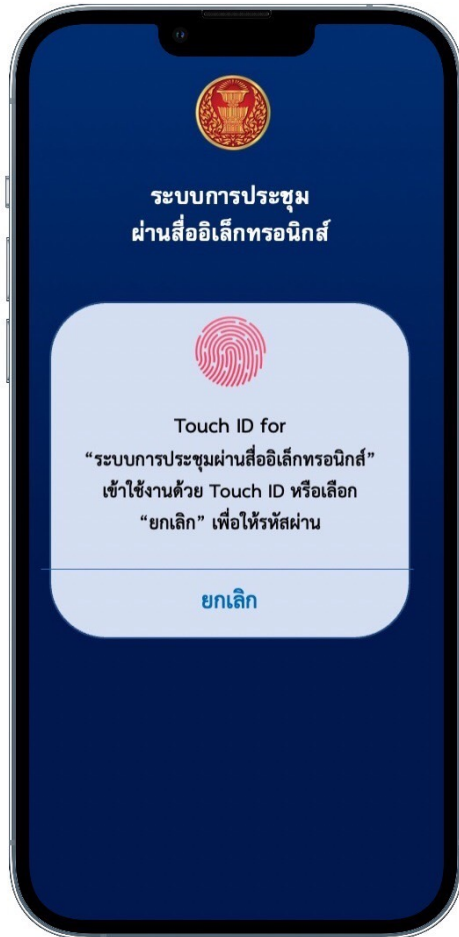 ระบบการประชุม
ผ่านสื่ออิเล็กทรอนิกส์
Touch ID for
“ระบบการประชุมผ่านสื่ออิเล็กทรอนิกส์”
เข้าใช้งานด้วย Touch ID หรือเลือก
“ยกเลิก” เพื่อให้รหัสผ่าน
ยกเลิก